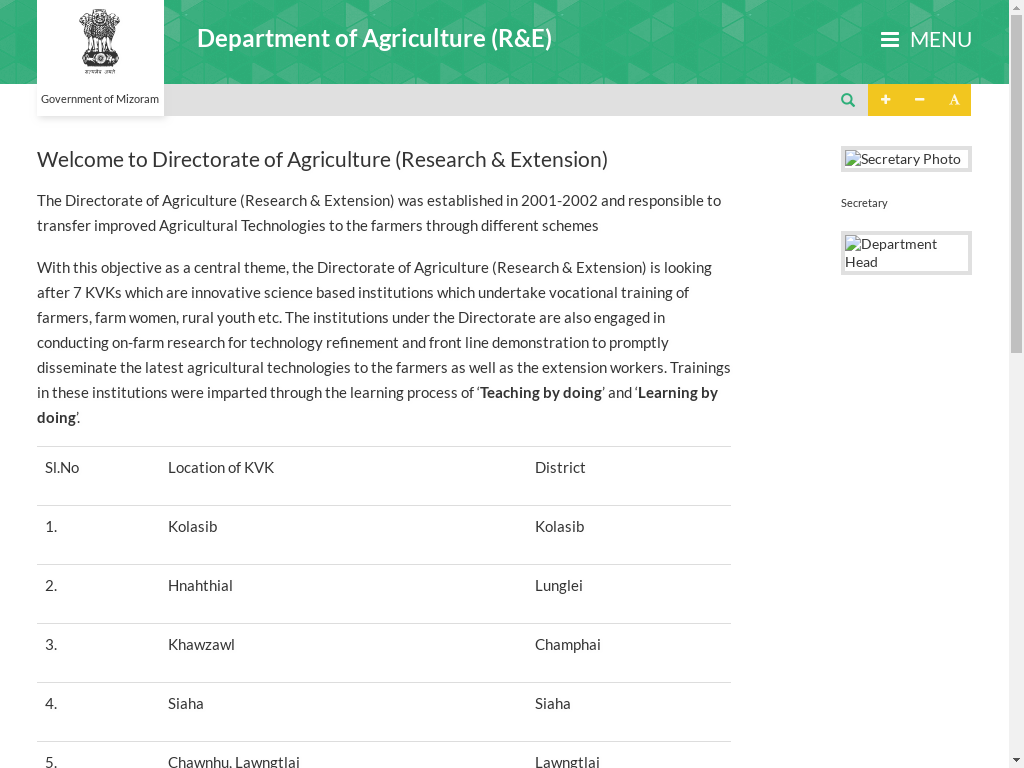 Department of Agriculture (R&E)
MENU
सत्यमेव जयते
Government of Mizoram
A
Welcome to Directorate of Agriculture (Research & Extension)
The Directorate of Agriculture (Research & Extension) was established in 2001-2002 and responsible to
transfer improved Agricultural Technologies to the farmers through different schemes
With this objective as a central theme, the Directorate of Agriculture (Research & Extension) is looking
after 7 KVKs which are innovative science based institutions which undertake vocational training of
farmers, farm women, rural youth etc. The institutions under the Directorate are also engaged in
conducting on-farm research for technology refinement and front line demonstration to promptly
disseminate the latest agricultural technologies to the farmers as well as the extension workers. Trainings
in these institutions were imparted through the learning process of ‘Teaching by doing’ and ‘Learning by
doing’.
Sl.No Location of KVK District
1. Kolasib Kolasib
2. Hnahthial Lunglei
3. Khawzawl Champhai
4. Siaha Siaha
5. Chawnhu, Lawngtlai Lawngtlai
Secretary Photo
Secretary
Department
Head